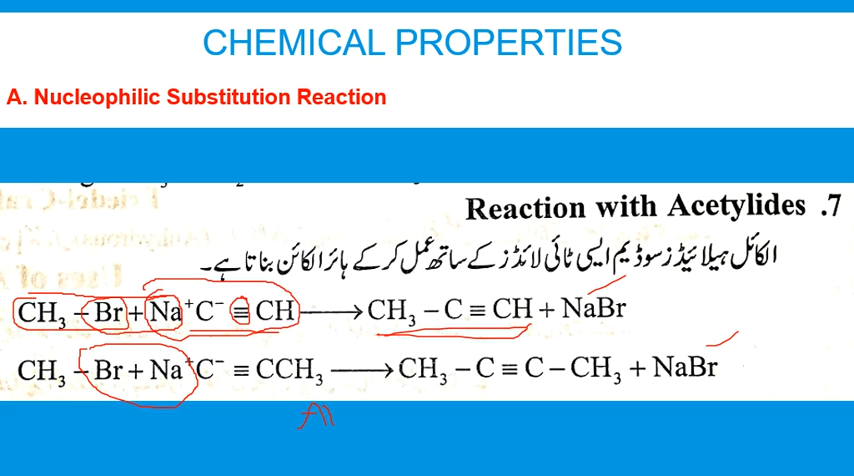 CHEMICAL PROPERTIES
A. Nucleophilic Substitution Reaction
Reaction with Acetylides .7
الکائل ہیلائیڈز سوڈیم ایسی ٹائی لائڈز کے ساتھ عمل کر کے ہائر الکائن بناتا ہے۔
CH₃ – Br + Na⁺C⁻ ≡ CH ⟶ CH₃ – C ≡ CH + NaBr
CH₃ – Br + Na⁺C⁻ ≡ CCH₃ ⟶ CH₃ – C ≡ C – CH₃ + NaBr